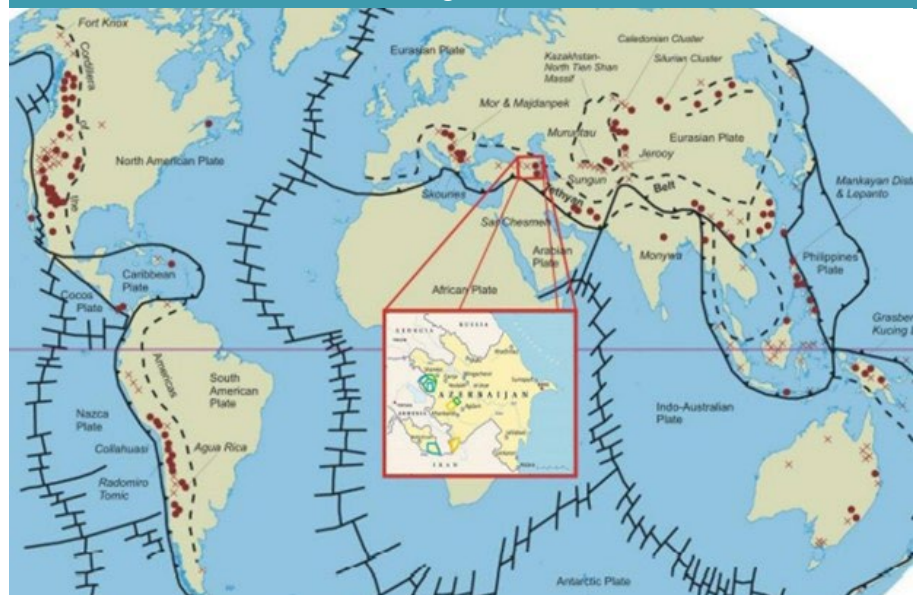 Fort Knox
Cordillera
of
the
Americas
North American Plate
Eurasian Plate
Caledonian Cluster
Silurian Cluster
Kazakhstan-
North Tien Shan
Massif
Mor & Majdanpek
Muruntau
Eurasian Plate
Jerooy
Sungun
Skouries
Tethyan
Belt
Sar Chesmeh
Mankayan Dist
& Lepanto
Arabian
Plate
Monywa
Philippines
Plate
Caribbean
Plate
Cocos
Plate
African Plate
Grasber
Kucing L
GEORGIA
RUSSIA
AZERBAIJAN
IRAN
South
American
Plate
Nazca
Plate
Collahuasi
Agua Rica
Radomiro
Tomic
Indo-Australian
Plate
Antarctic Plate